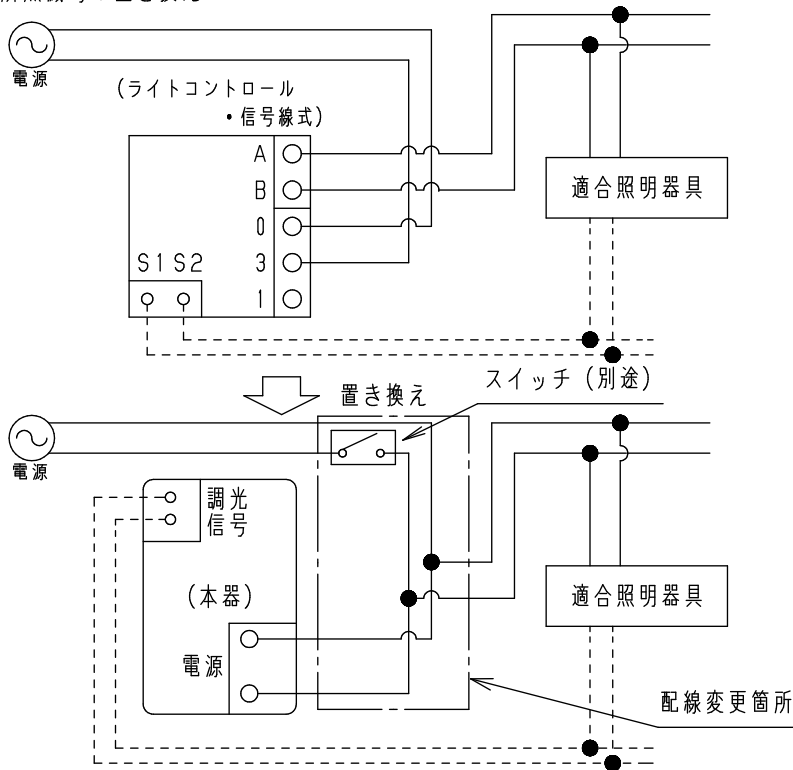 電源
(ライトコントロール
・信号線式)
A
B
0
3
1
S1 S2
適合照明器具
置き換え
スイッチ(別途)
電源
調光
信号
(本器)
電源
適合照明器具
配線変更箇所